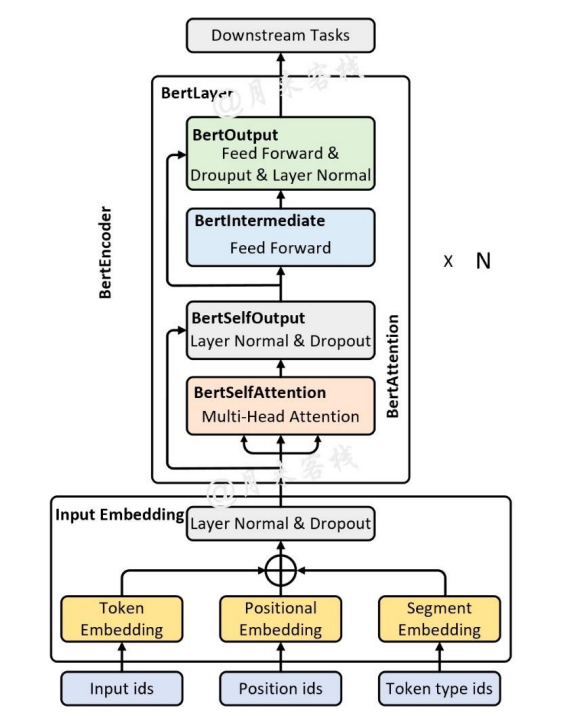 Downstream Tasks
@月来客栈
BertLayer
BertOutput
Feed Forward &
Drouput & Layer Normal
BertIntermediate
Feed Forward
BertEncoder
x N
BertSelfOutput
Layer Normal & Dropout
BertAttention
BertSelfAttention
Multi-Head Attention
@月来客栈
Input Embedding
Layer Normal & Dropout
Token
Embedding
Positional
Embedding
Segment
Embedding
Input ids
Position ids
Token type ids